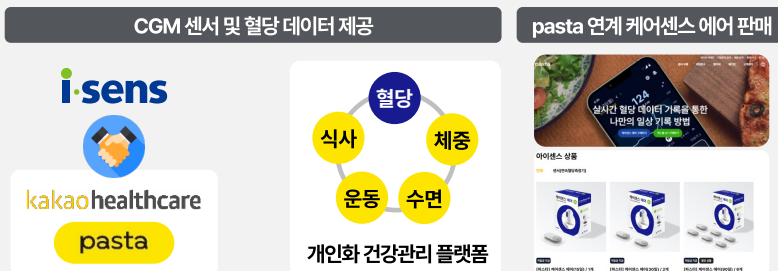 CGM 센서 및 혈당 데이터 제공
pasta 연계 케어센스 에어 판매
i·sens
kakaohealthcare
pasta
혈당
식사
체중
운동
수면
개인화 건강관리 플랫폼
pasta
124
실시간 혈당 데이터 기록을 통한
나만의 일상 기록 방법
아이센스 상품